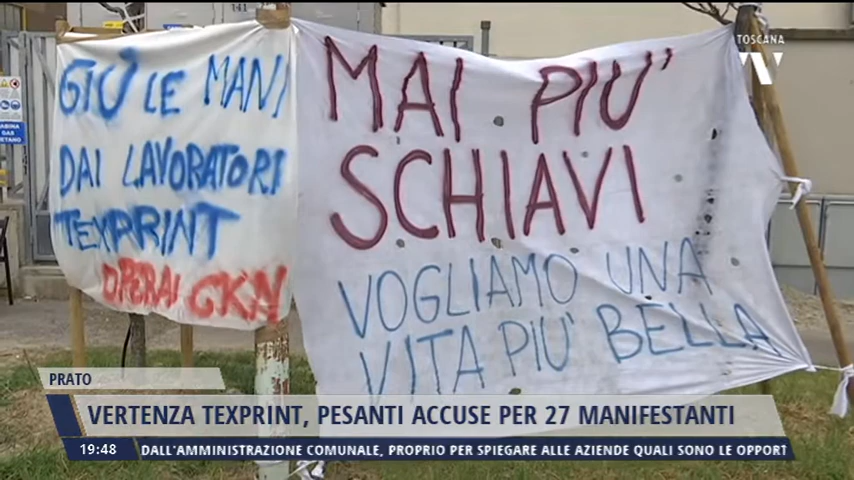 GIÙ LE MANI
DAI LAVORATORI
TEXPRINT
OPERAI GKN
MAI PIU'
SCHIAVI
VOGLIAMO UNA
VITA PIU' BELLA
TOSCANA
PRATO
VERTENZA TEXPRINT, PESANTI ACCUSE PER 27 MANIFESTANTI
19:48
DALL'AMMINISTRAZIONE COMUNALE, PROPRIO PER SPIEGARE ALLE AZIENDE QUALI SONO LE OPPORT